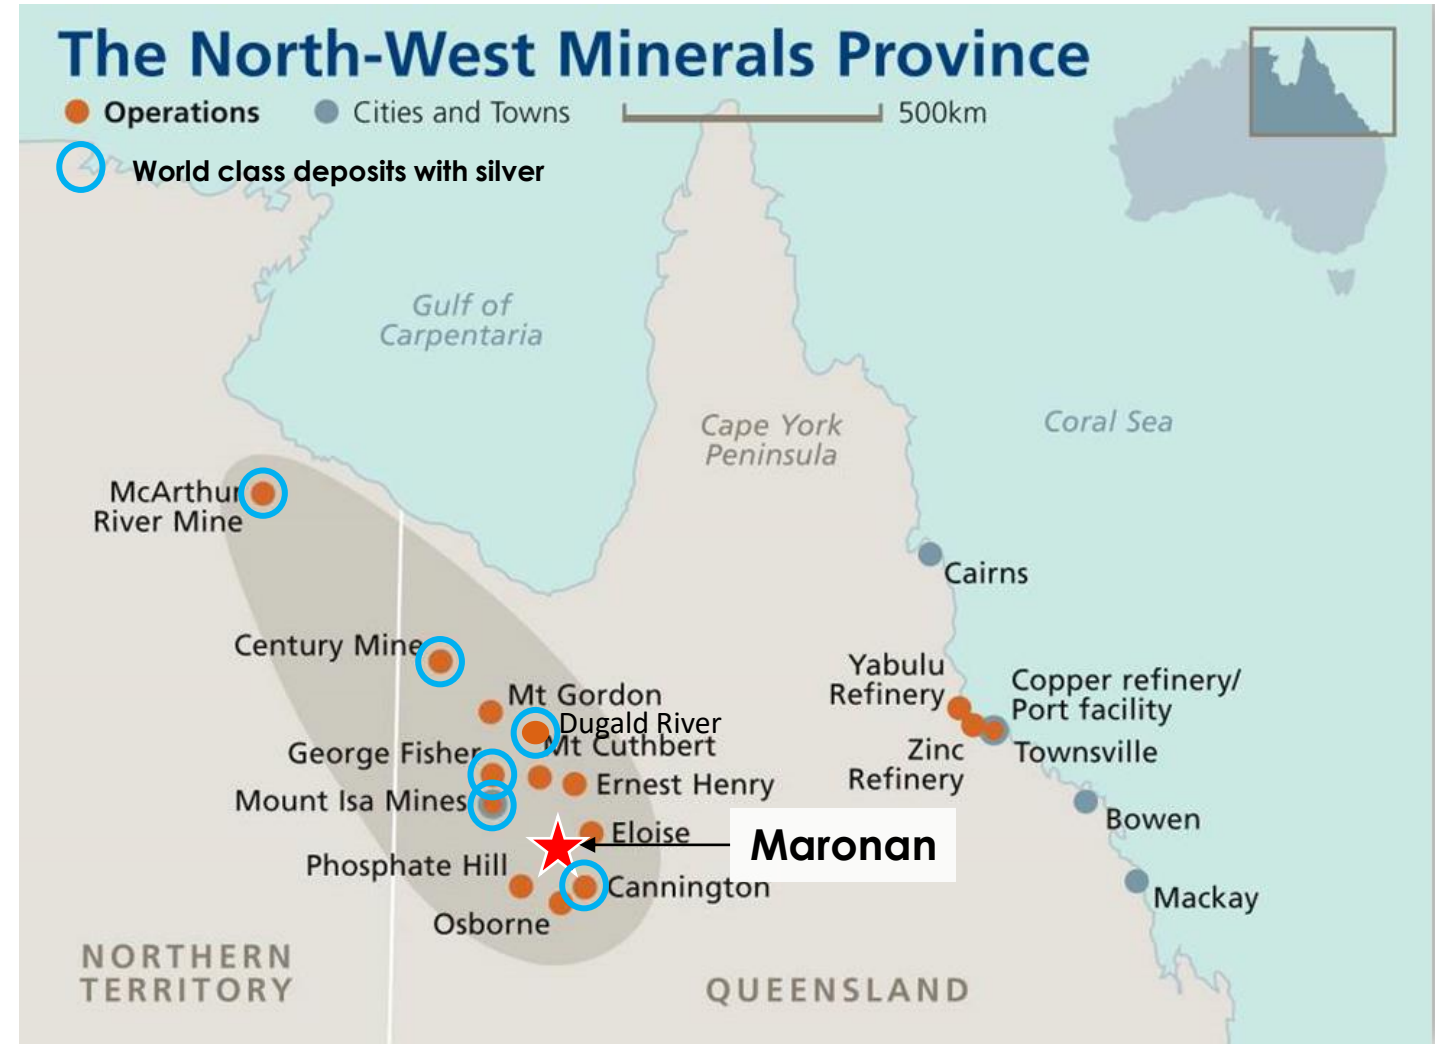 The North-West Minerals Province
Operations
Cities and Towns
500km
World class deposits with silver
Gulf of
Carpentaria
Cape York
Peninsula
Coral Sea
McArthur
River Mine
Cairns
Century Mine
Yabulu
Refinery
Copper refinery/
Port facility
Mt Gordon
Dugald River
Mt Cuthbert
George Fisher
Zinc
Refinery
Townsville
Ernest Henry
Mount Isa Mines
Bowen
Eloise
Maronan
Phosphate Hill
Cannington
Mackay
Osborne
NORTHERN
TERRITORY
QUEENSLAND